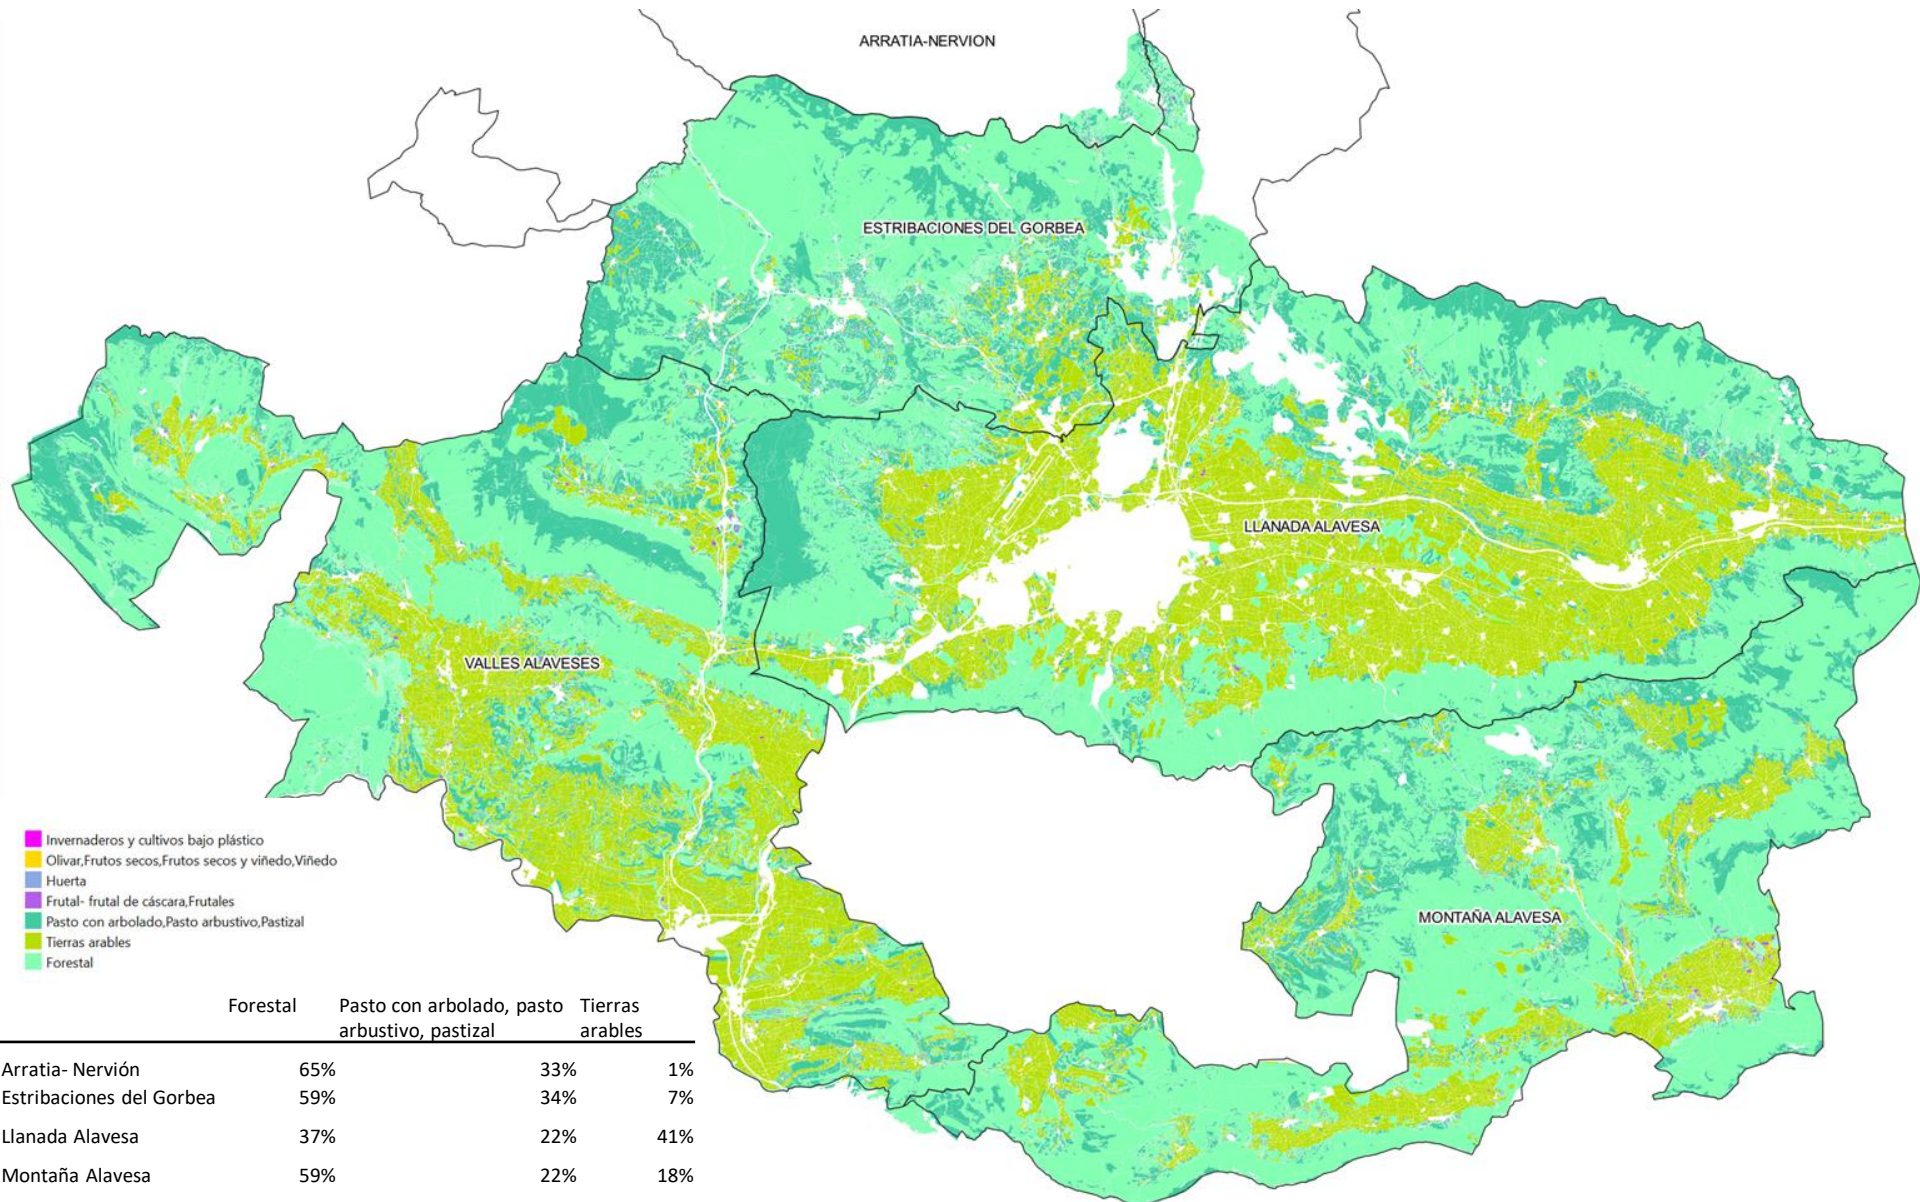 ARRATIA-NERVION
ESTRIBACIONES DEL GORBEA
LLANADA ALAVESA
VALLES ALAVESES
MONTAÑA ALAVESA
Invernaderos y cultivos bajo plástico
Olivar,Frutos secos,Frutos secos y viñedo,Viñedo
Huerta
Frutal- frutal de cáscara,Frutales
Pasto con arbolado,Pasto arbustivo,Pastizal
Tierras arables
Forestal
Forestal Pasto con arbolado, pasto Tierras
arbustivo, pastizal arables
Arratia- Nervión 65% 33% 1%
Estribaciones del Gorbea 59% 34% 7%
Llanada Alavesa 37% 22% 41%
Montaña Alavesa 59% 22% 18%